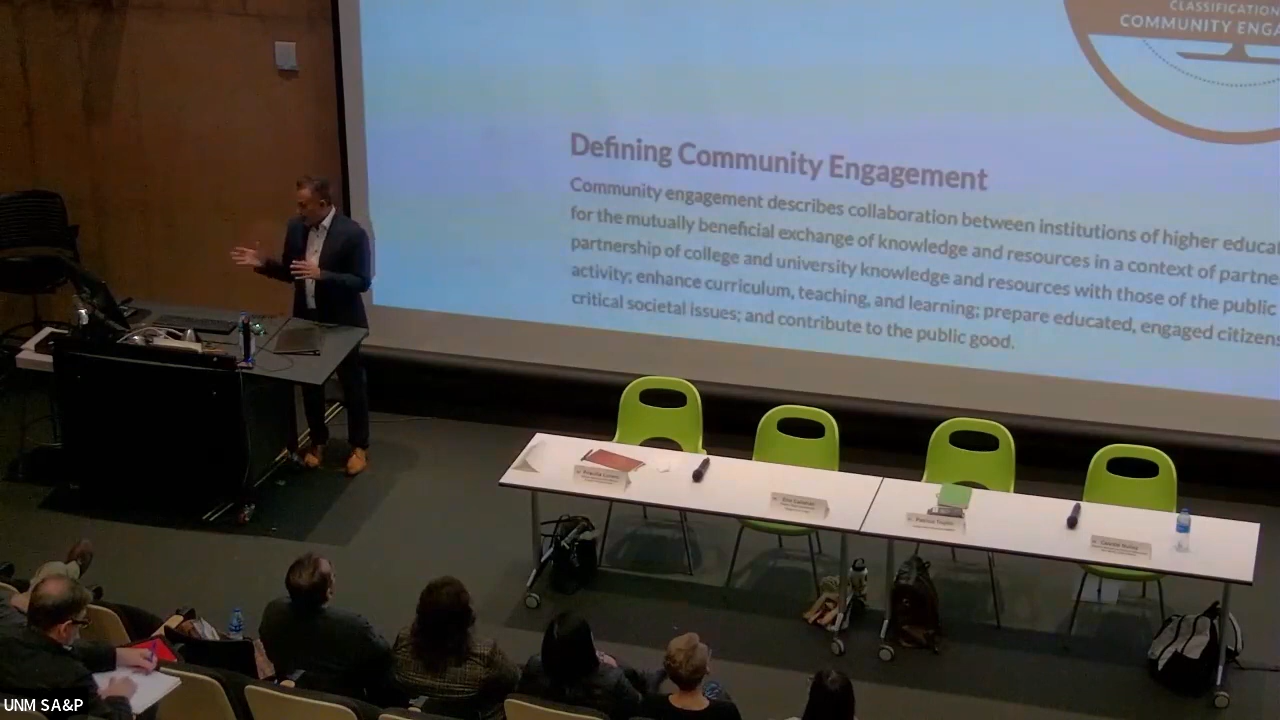 CLASSIFICATION
COMMUNITY ENGA
Defining Community Engagement
Community engagement describes collaboration between institutions of higher educat
for the mutually beneficial exchange of knowledge and resources in a context of partne
partnership of college and university knowledge and resources with those of the public
activity; enhance curriculum, teaching, and learning; prepare educated, engaged citizens
critical societal issues; and contribute to the public good.
UNM SA&P